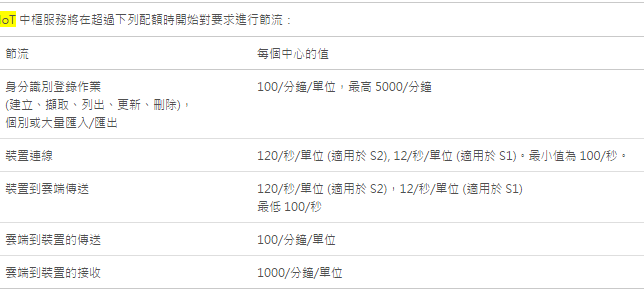 IoT 中樞服務將在超過下列配額時開始對要求進行節流：
節流 每個中心的值
身分識別登錄作業 100/分鐘/單位，最高 5000/分鐘
(建立、擷取、列出、更新、刪除)，
個別或大量匯入/匯出
裝置連線 120/秒/單位 (適用於 S2), 12/秒/單位 (適用於 S1)。最小值為 100/秒。
裝置到雲端傳送 120/秒/單位 (適用於 S2)，12/秒/單位 (適用於 S1)
最低 100/秒
雲端到裝置的傳送 100/分鐘/單位
雲端到裝置的接收 1000/分鐘/單位